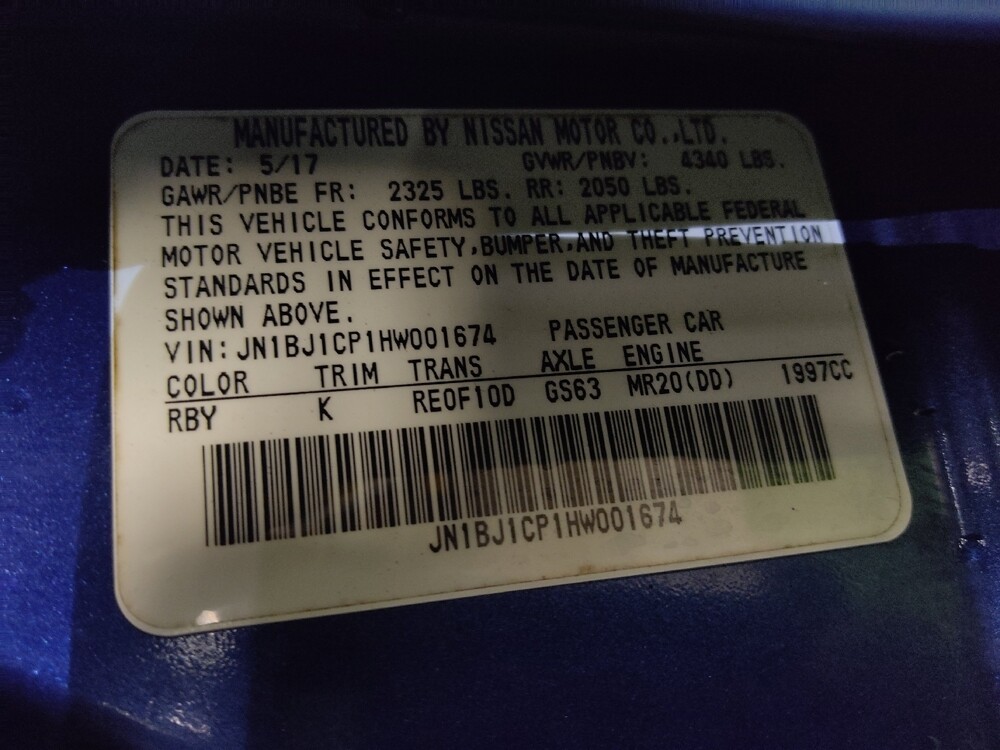 MANUFACTURED BY NISSAN MOTOR CO.,LTD.
DATE: 5/17 GVWR/PNBV: 4340 LBS.
GAWR/PNBE FR: 2325 LBS. RR: 2050 LBS.
THIS VEHICLE CONFORMS TO ALL APPLICABLE FEDERAL
MOTOR VEHICLE SAFETY,BUMPER,AND THEFT PREVENTION
STANDARDS IN EFFECT ON THE DATE OF MANUFACTURE
SHOWN ABOVE.
VIN:JN1BJ1CP1HW001674 PASSENGER CAR
COLOR TRIM TRANS AXLE ENGINE
RBY K RE0F10D GS63 MR20(DD) 1997CC
JN1BJ1CP1HW001674